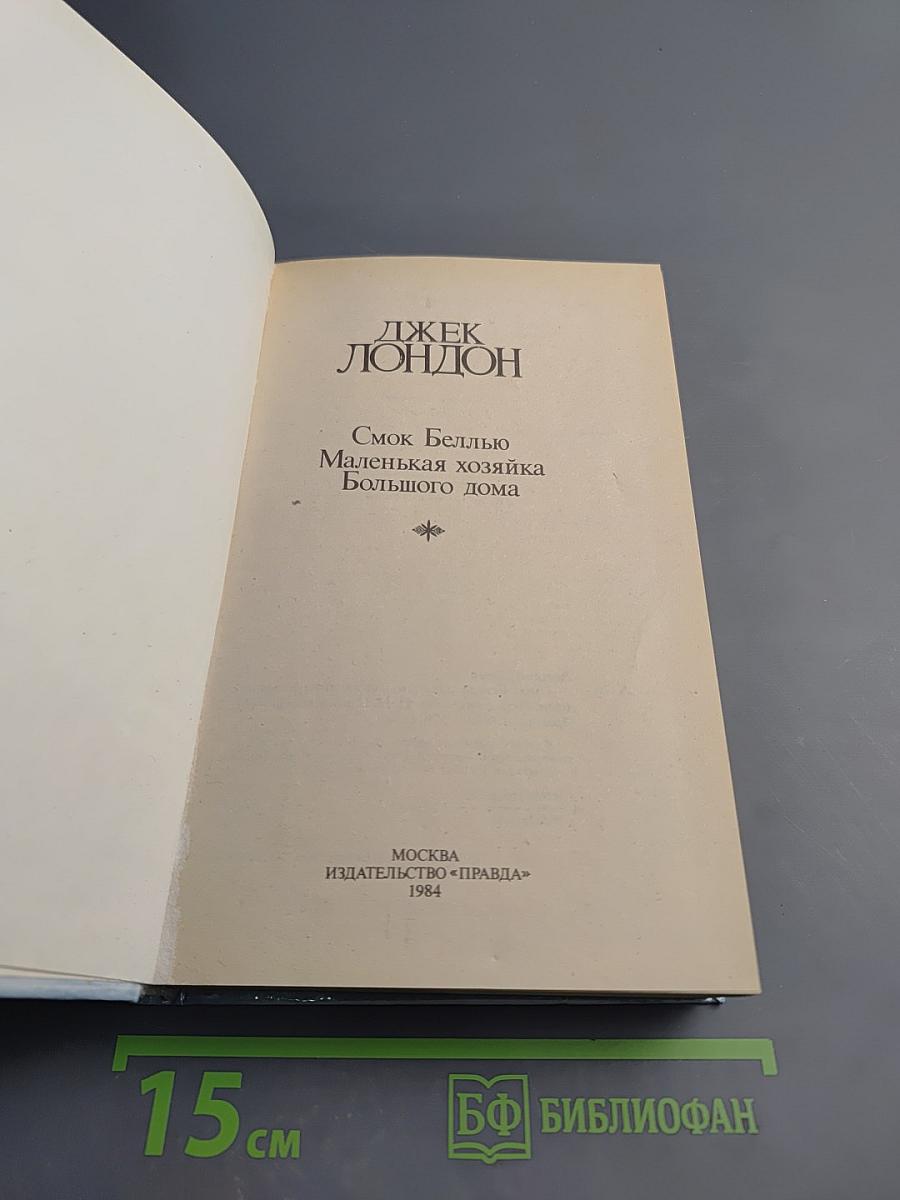 ДЖЕК
ЛОНДОН
Смок Беллью
Маленькая хозяйка
Большого дома
МОСКВА
ИЗДАТЕЛЬСТВО «ПРАВДА»
1984
15 см
БФ БИБЛИОФАН